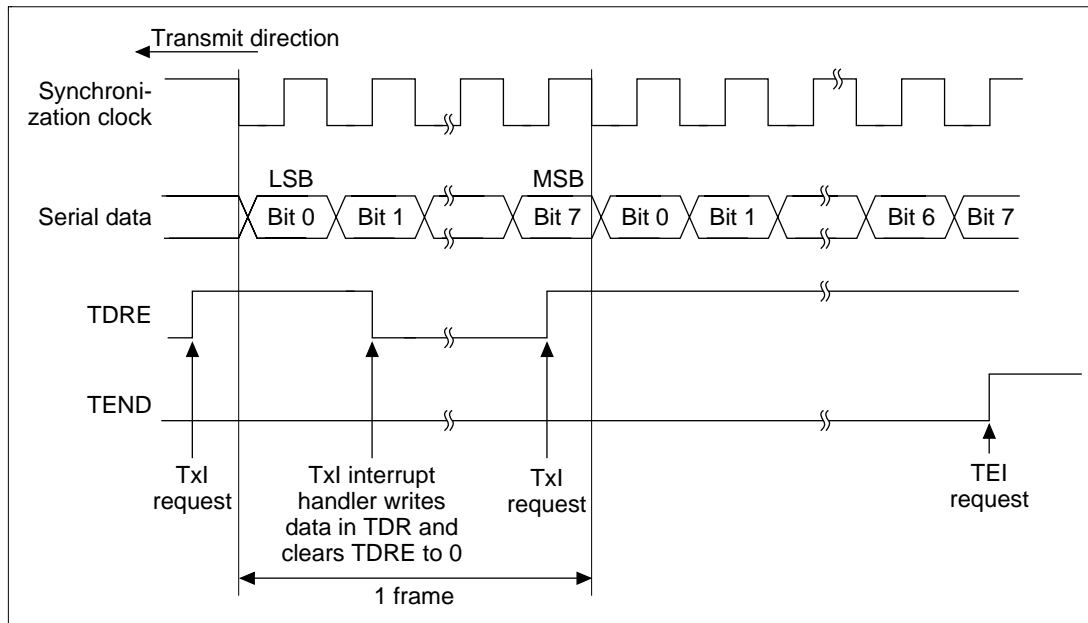 Transmit direction
Synchroni-
zation clock
LSB
MSB
Serial data
Bit 0
Bit 1
Bit 7
Bit 0
Bit 1
Bit 6
Bit 7
TDRE
TEND
TxI
request
TxI interrupt
handler writes
data in TDR and
clears TDRE to 0
TxI
request
TEI
request
1 frame